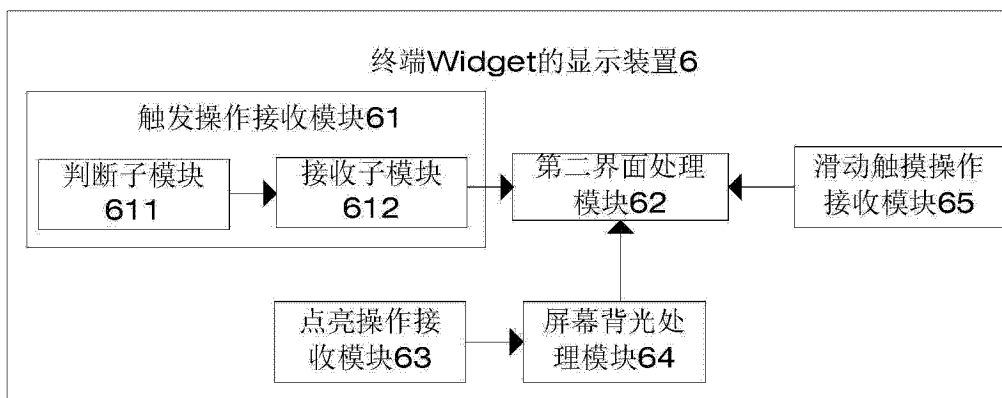 终端Widget的显示装置6
触发操作接收模块61
判断子模块
611
接收子模块
612
第二界面处理
模块62
滑动触摸操作
接收模块65
点亮操作接
收模块63
屏幕背光处
理模块64